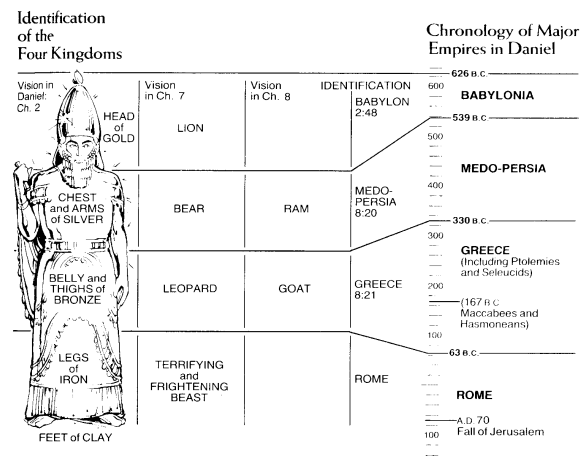 Identification
of the
Four Kingdoms
Chronology of Major
Empires in Daniel
Vision in
Daniel:
Ch. 2
Vision
in Ch. 7
Vision
in Ch. 8
IDENTIFICATION
HEAD
of
GOLD
LION
BABYLON
2:48
CHEST
and ARMS
of SILVER
BEAR
RAM
MEDO-
PERSIA
8:20
BELLY and
THIGHS of
BRONZE
LEOPARD
GOAT
GREECE
8:21
LEGS
of
IRON
TERRIFYING
and
FRIGHTENING
BEAST
ROME
FEET of CLAY
626 B.C.
600
BABYLONIA
539 B.C.
500
MEDO-PERSIA
400
330 B.C.
300
GREECE
(Including Ptolemies
and Seleucids)
200
(167 B C
Maccabees and
Hasmoneans)
100
63 B.C.
ROME
A.D. 70
Fall of Jerusalem
100